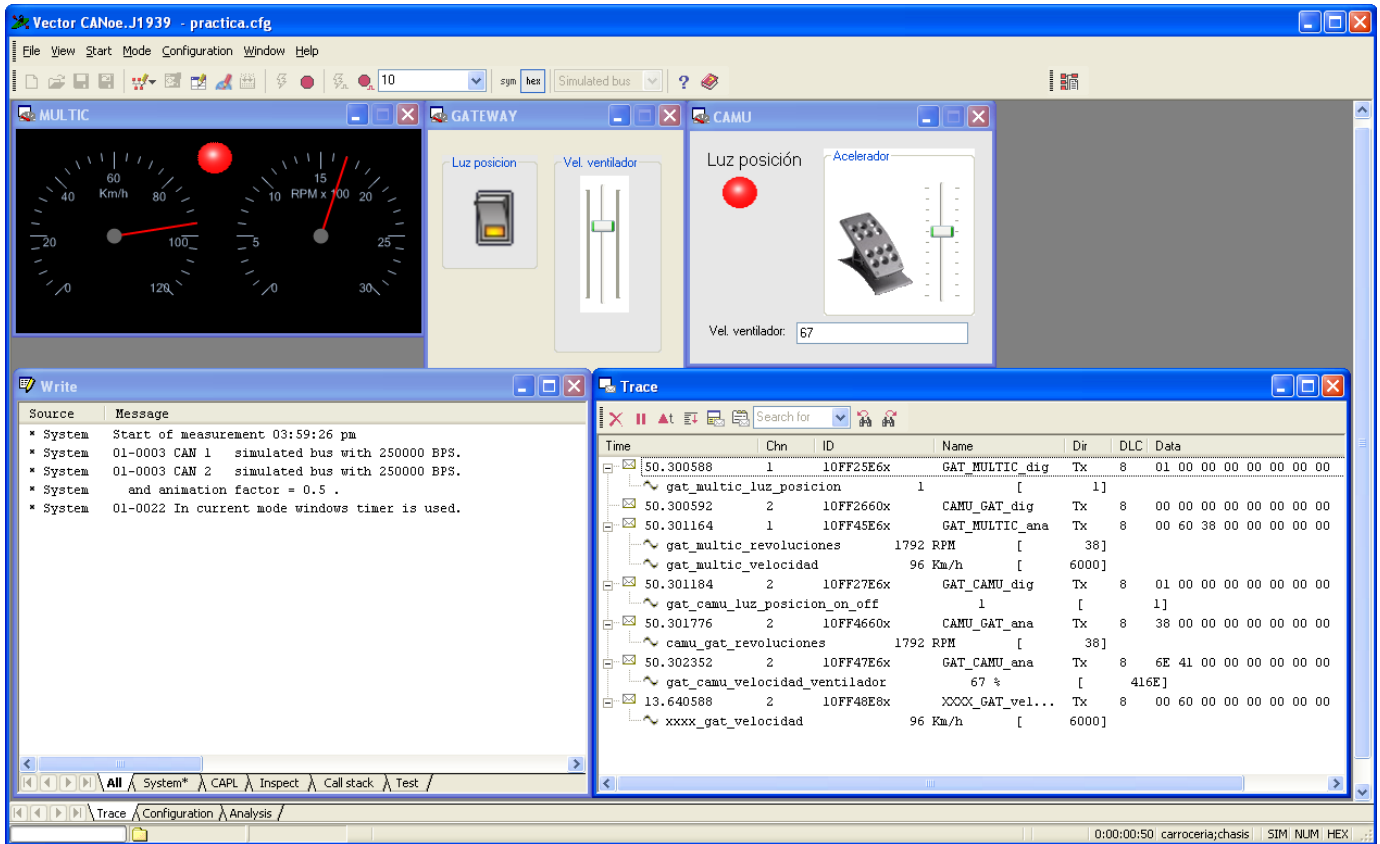 Vector CANoe.J1939 - practica.cfg
File View Start Mode Configuration Window Help
10 sym hex Simulated bus ?
MULTIC
60
Km/h
40 80
20 100
0 120
15
10 RPM x 100 20
5 25
0 30
GATEWAY
Luz posicion Vel. ventilador
CAMU
Luz posición Acelerador
Vel. ventilador: 67
Write
Source Message
* System Start of measurement 03:59:26 pm
* System 01-0003 CAN 1 simulated bus with 250000 BPS.
* System 01-0003 CAN 2 simulated bus with 250000 BPS.
* System and animation factor = 0.5 .
* System 01-0022 In current mode windows timer is used.
All System* CAPL Inspect Call stack Test
Trace
Δt Search for
Time Chn ID Name Dir DLC Data
50.300588 1 10FF25E6x GAT_MULTIC_dig Tx 8 01 00 00 00 00 00 00 00
gat_multic_luz_posicion 1 [ 1]
50.300592 2 10FF2660x CAMU_GAT_dig Tx 8 00 00 00 00 00 00 00 00
50.301164 1 10FF45E6x GAT_MULTIC_ana Tx 8 00 60 38 00 00 00 00 00
gat_multic_revoluciones 1792 RPM [ 38]
gat_multic_velocidad 96 Km/h [ 6000]
50.301184 2 10FF27E6x GAT_CAMU_dig Tx 8 01 00 00 00 00 00 00 00
gat_camu_luz_posicion_on_off 1 [ 1]
50.301776 2 10FF4660x CAMU_GAT_ana Tx 8 38 00 00 00 00 00 00 00
camu_gat_revoluciones 1792 RPM [ 38]
50.302352 2 10FF47E6x GAT_CAMU_ana Tx 8 6E 41 00 00 00 00 00 00
gat_camu_velocidad_ventilador 67 % [ 416E]
13.640588 2 10FF48E8x XXXX_GAT_vel... Tx 8 00 60 00 00 00 00 00 00
xxxx_gat_velocidad 96 Km/h [ 6000]
Trace Configuration Analysis
0:00:00:50 carroceria;chasis SIM NUM HEX